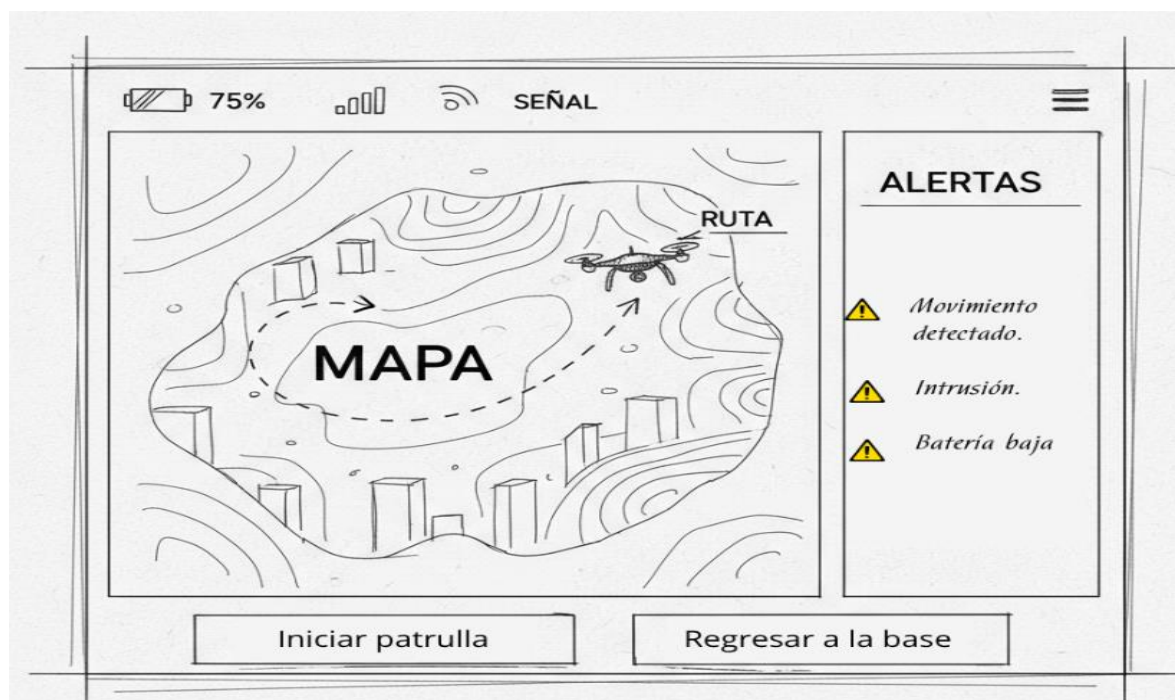 75%
SEÑAL
ALERTAS
RUTA
Movimiento
detectado.
MAPA
Intrusión.
Batería baja
Iniciar patrulla
Regresar a la base